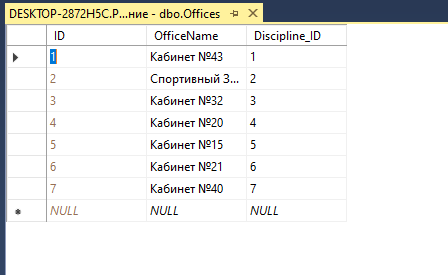 DESKTOP-2872H5C.P...ние - dbo.Offices
ID OfficeName Discipline_ID
1 Кабинет №43 1
2 Спортивный З... 2
3 Кабинет №32 3
4 Кабинет №20 4
5 Кабинет №15 5
6 Кабинет №21 6
7 Кабинет №40 7
NULL NULL NULL